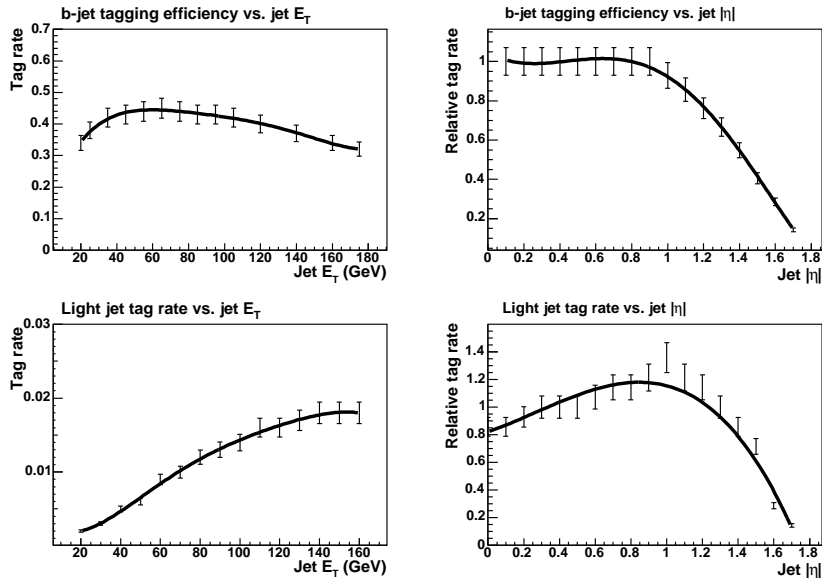 b-jet tagging efficiency vs. jet E_T
Tag rate
0.7
0.6
0.5
0.4
0.3
0.2
0.1
0
20 40 60 80 100 120 140 160 180
Jet E_T (GeV)
b-jet tagging efficiency vs. jet |η|
Relative tag rate
1
0.8
0.6
0.4
0.2
0 0.2 0.4 0.6 0.8 1 1.2 1.4 1.6 1.8
Jet |η|
Light jet tag rate vs. jet E_T
Tag rate
0.03
0.02
0.01
20 40 60 80 100 120 140 160
Jet E_T (GeV)
Light jet tag rate vs. jet |η|
Relative tag rate
1.4
1.2
1
0.8
0.6
0.4
0.2
0
0 0.2 0.4 0.6 0.8 1 1.2 1.4 1.6 1.8
Jet |η|